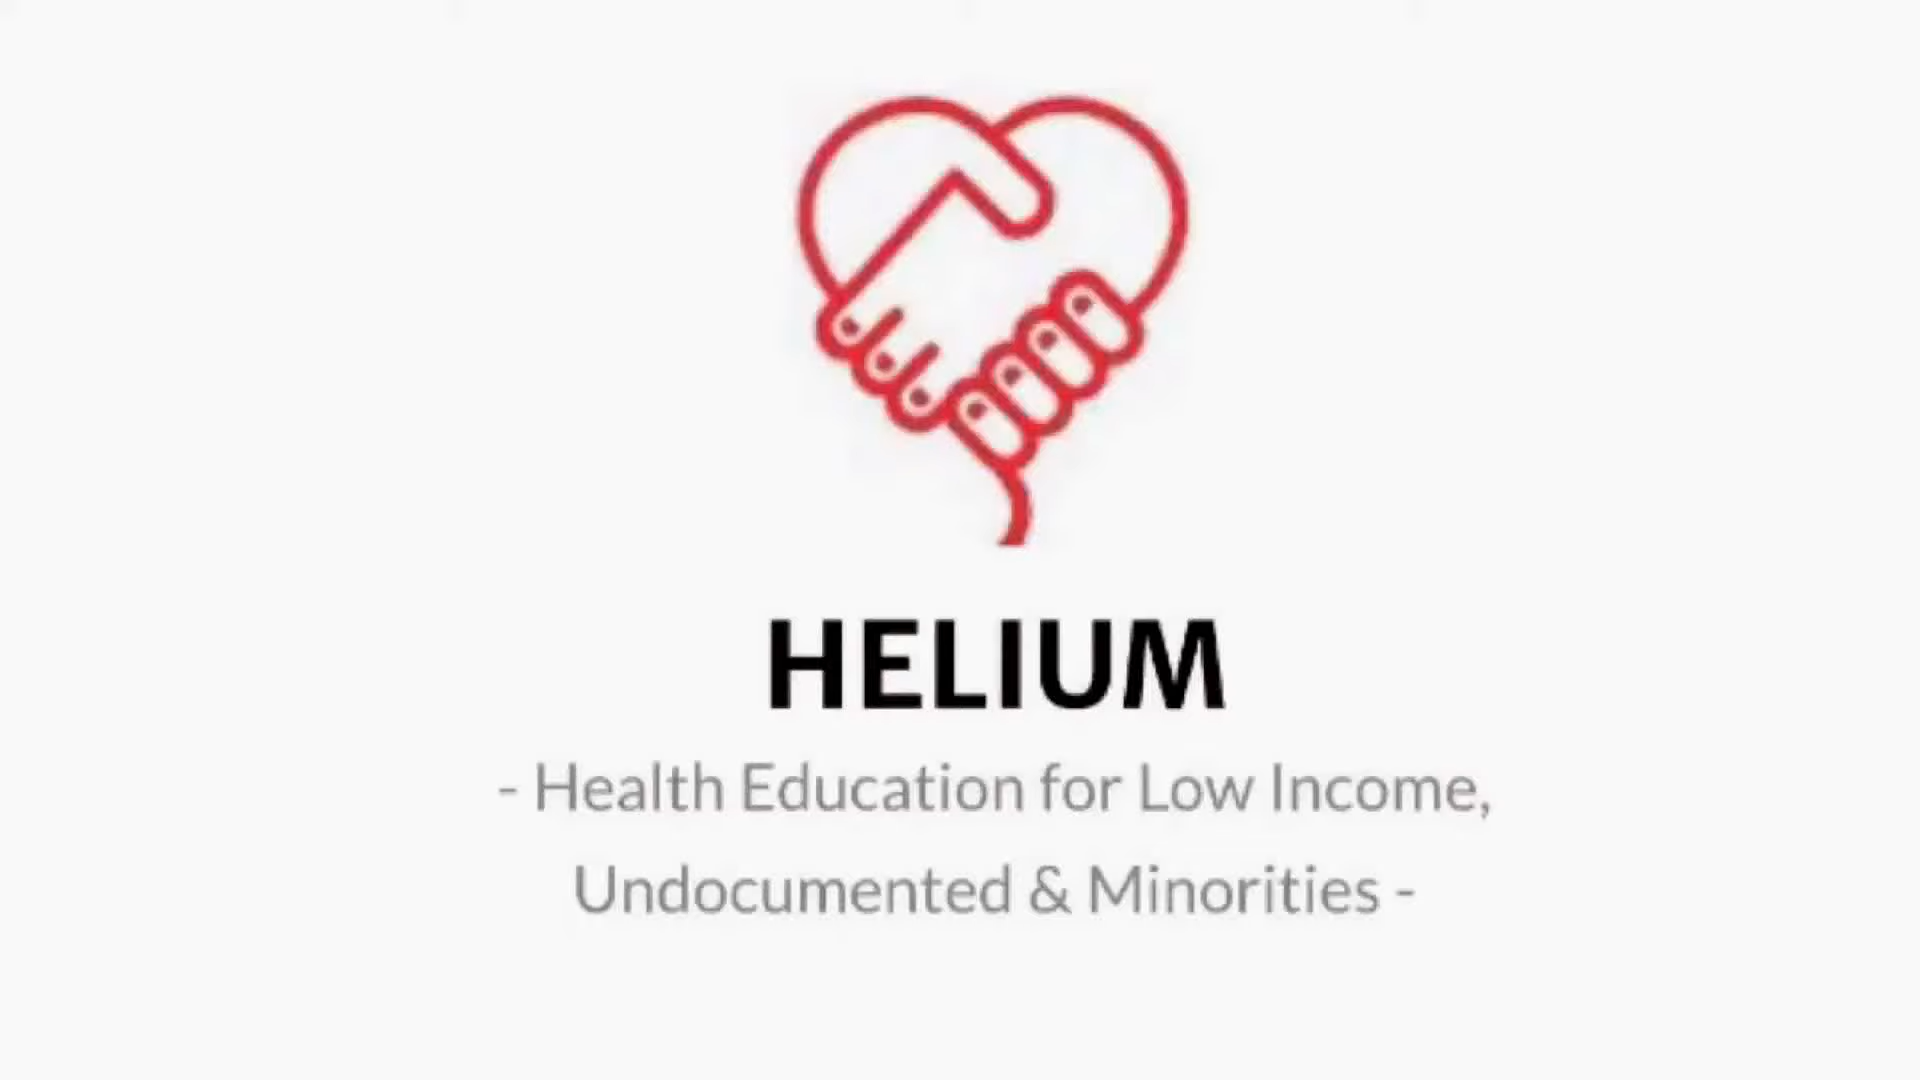 HELIUM
- Health Education for Low Income,
Undocumented & Minorities -